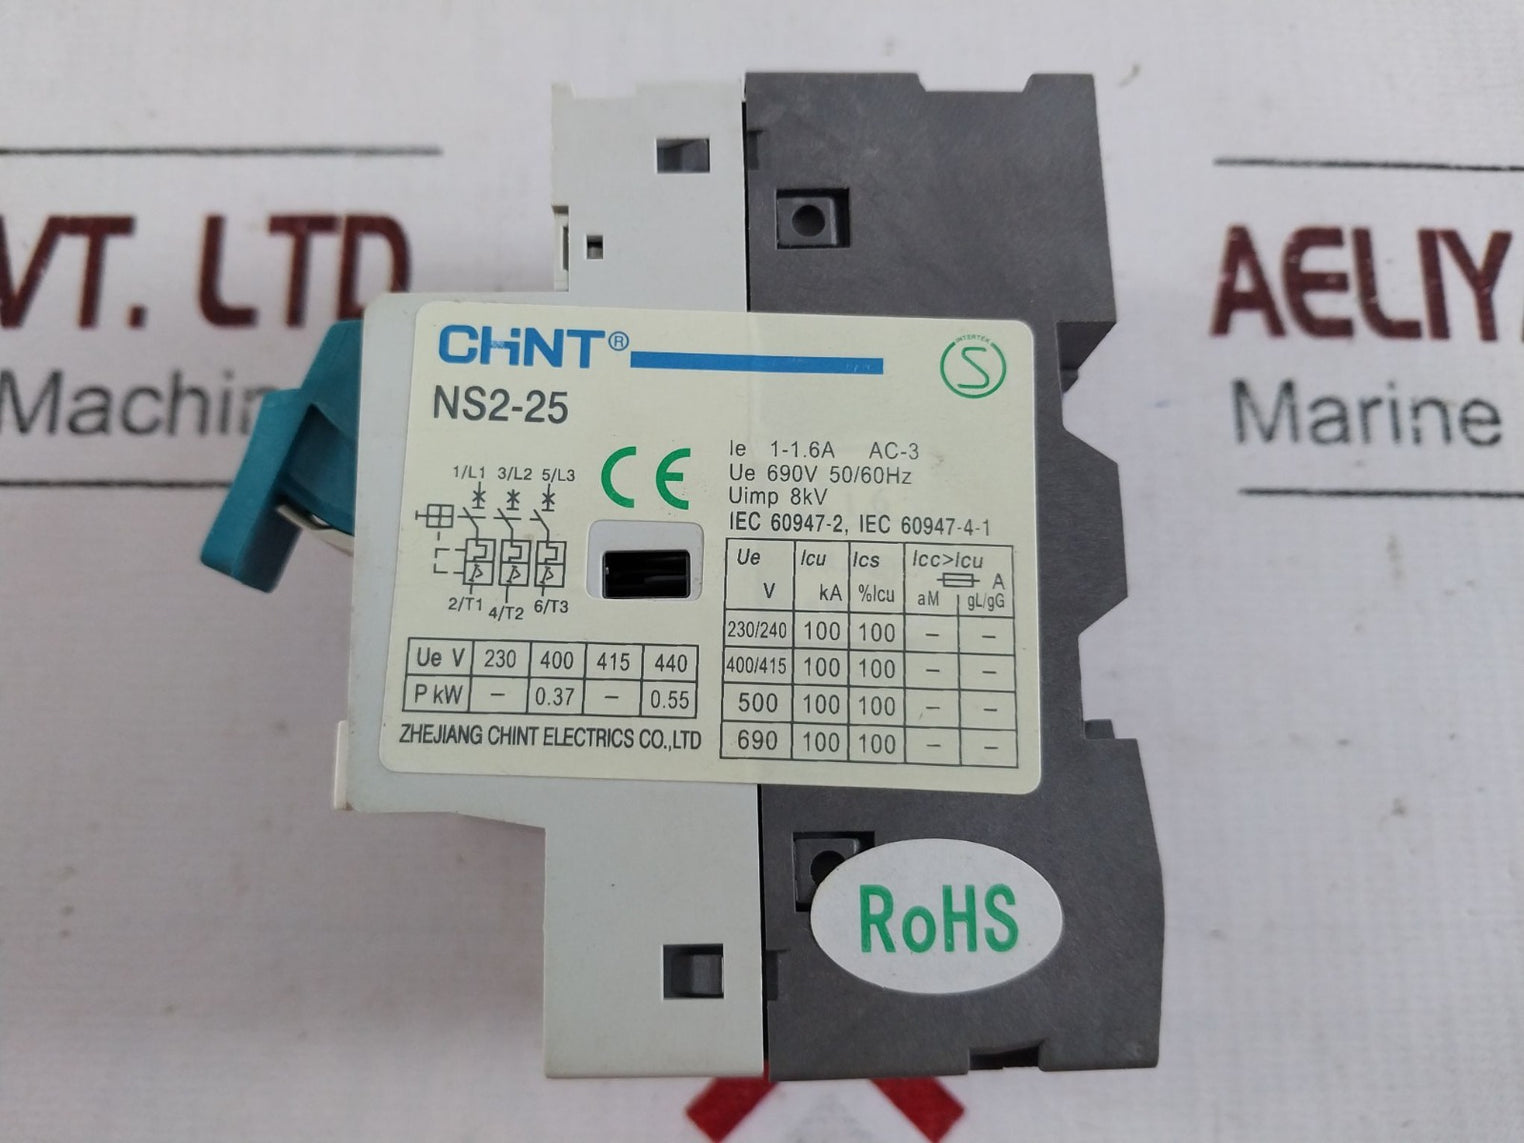 VT. LTD
Machin
AELIY
Marine
CHiNT®
NS2-25
INTERTEK
S
CE
1/L1 3/L2 5/L3
2/T1 4/T2 6/T3
Ie 1-1.6A AC-3
Ue 690V 50/60Hz
Uimp 8kV
IEC 60947-2, IEC 60947-4-1
Ue V Icu kA Ics %Icu Icc>Icu A aM gL/gG
230/240 100 100 – –
400/415 100 100 – –
500 100 100 – –
690 100 100 – –
Ue V 230 400 415 440
P kW – 0.37 – 0.55
ZHEJIANG CHINT ELECTRICS CO.,LTD
RoHS